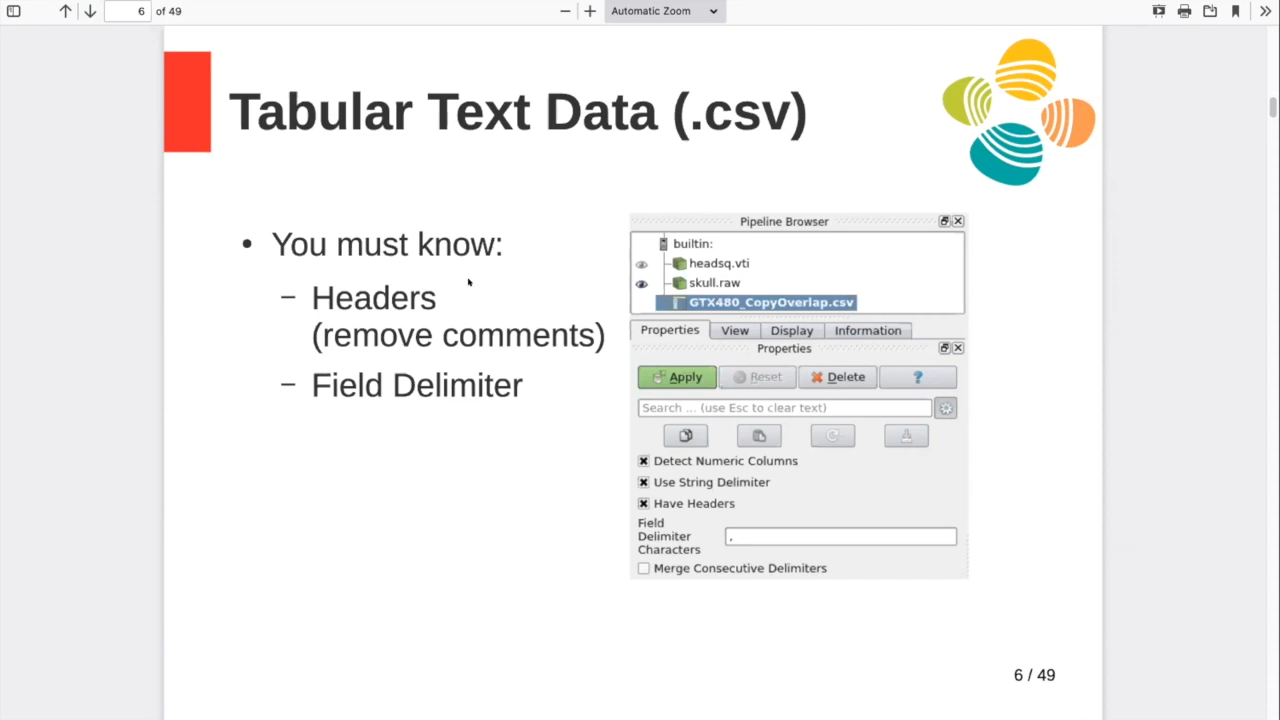 6 of 49 Automatic Zoom
Tabular Text Data (.csv)
• You must know:
– Headers
(remove comments)
– Field Delimiter
Pipeline Browser
builtin:
headsq.vti
skull.raw
GTX480_CopyOverlap.csv
Properties View Display Information
Properties
Apply Reset Delete ?
Search ... (use Esc to clear text)
Detect Numeric Columns
Use String Delimiter
Have Headers
Field
Delimiter
Characters
,
Merge Consecutive Delimiters
6 / 49